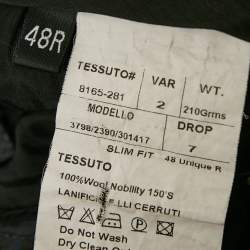 48R
TESSUTO# VAR WT.
8165-281 2 210Grms
MODELLO DROP
3798/2390/301417 7
SLIM FIT 48 Unique R
TESSUTO
100%Wool Nobility 150'S
LANIFICIO F.LLI CERRUTI
Do Not Wash
Dry Clean